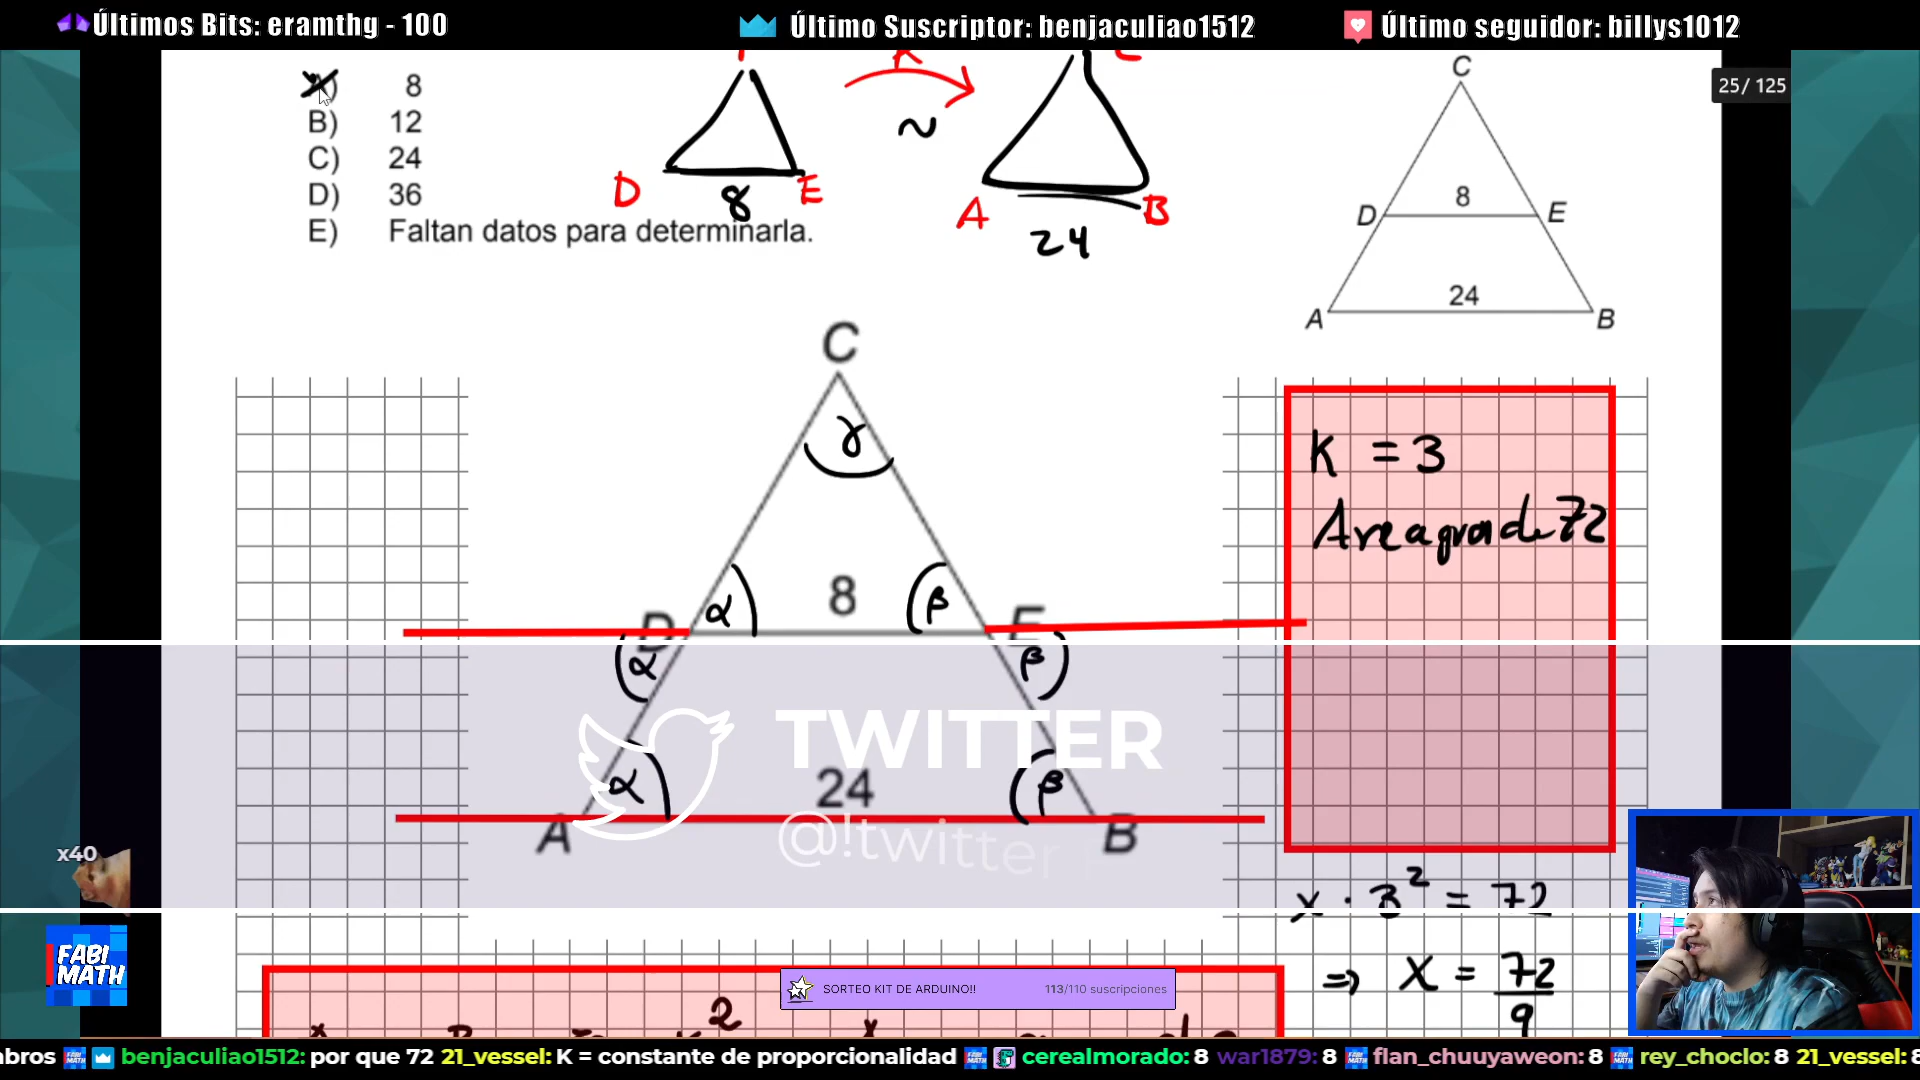 Últimos Bits: eramthg - 100
Último Suscriptor: benjaculiao1512
Último seguidor: billys1012
25/ 125
A) 8
B) 12
C) 24
D) 36
E) Faltan datos para determinarla.
K
~
D 8 E
A 24 B
C
D 8 E
A 24 B
C
γ
α 8 β
D E
α β
α 24 β
A B
K = 3
Area grande 72
TWITTER
@!twitter
x40
x · 3² = 72
⇒ X = 72
9
FABI
MATH
SORTEO KIT DE ARDUINO!! 113/110 suscripciones
2
abros benjaculiao1512: por que 72 21_vessel: K = constante de proporcionalidad cerealmorado: 8 war1879: 8 flan_chuuyaweon: 8 rey_choclo: 8 21_vessel: 8